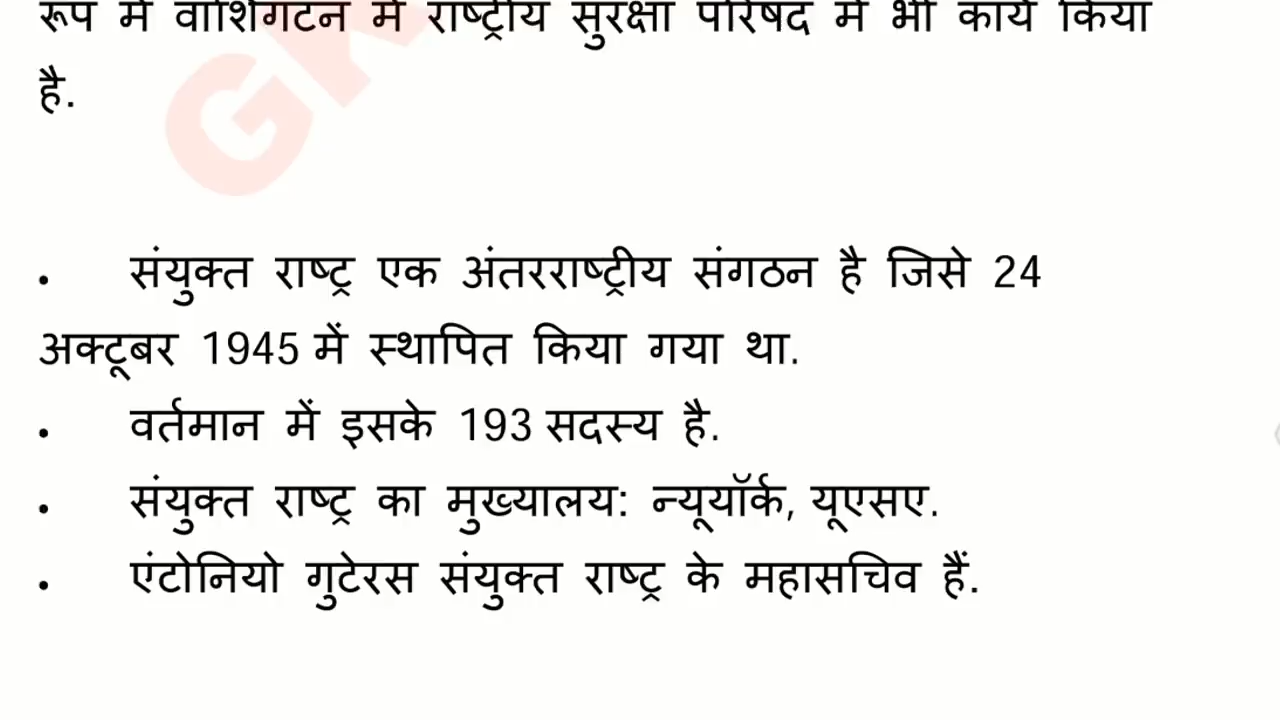 रूप में वाशिंगटन में राष्ट्रीय सुरक्षा परिषद में भी कार्य किया
है.
संयुक्त राष्ट्र एक अंतरराष्ट्रीय संगठन है जिसे 24
अक्टूबर 1945 में स्थापित किया गया था.
वर्तमान में इसके 193 सदस्य है.
संयुक्त राष्ट्र का मुख्यालय: न्यूयॉर्क, यूएसए.
एंटोनियो गुटेरस संयुक्त राष्ट्र के महासचिव हैं.